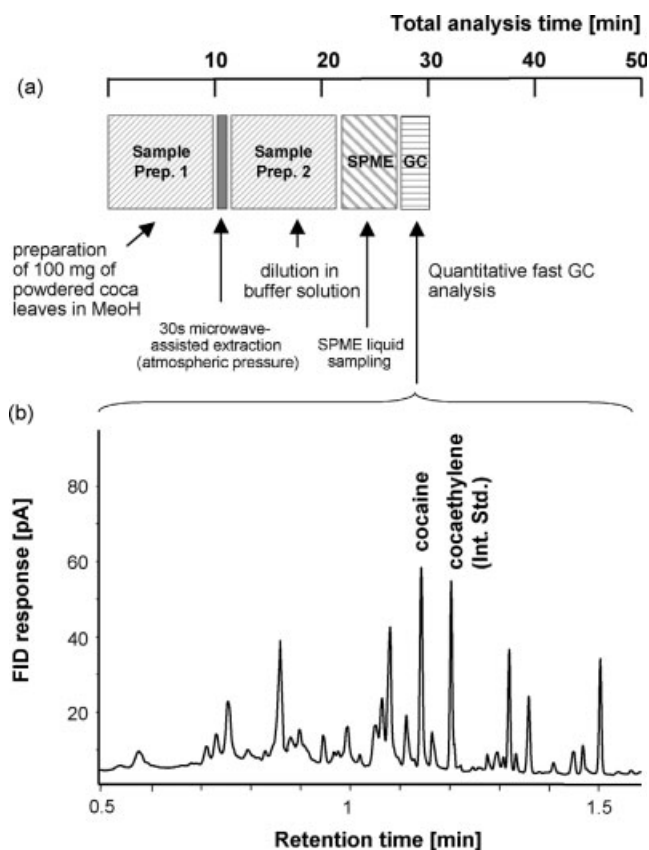 Total analysis time [min]
10 20 30 40 50
(a)
Sample
Prep. 1
Sample
Prep. 2
SPME
GC
preparation
of 100 mg of
powdered coca
leaves in MeoH
30s microwave-
assisted extraction
(atmospheric pressure)
dilution in
buffer solution
SPME liquid
sampling
Quantitative fast GC
analysis
(b)
FID response [pA]
80
60
40
20
cocaine
cocaethylene
(Int. Std.)
0.5 1 1.5
Retention time [min]